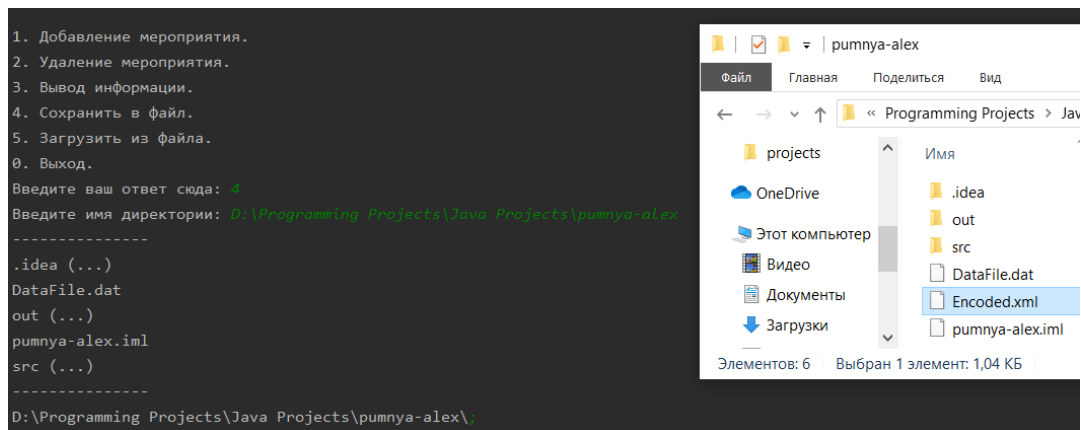 1. Добавление мероприятия.
2. Удаление мероприятия.
3. Вывод информации.
4. Сохранить в файл.
5. Загрузить из файла.
0. Выход.
Введите ваш ответ сюда: 4
Введите имя директории: D:\Programming Projects\Java Projects\pumnya-alex
---------------
.idea (...)
DataFile.dat
out (...)
pumnya-alex.iml
src (...)
---------------
D:\Programming Projects\Java Projects\pumnya-alex\;
pumnya-alex
Файл Главная Поделиться Вид
« Programming Projects > Jav
projects
OneDrive
Этот компьютер
Видео
Документы
Загрузки
Имя
.idea
out
src
DataFile.dat
Encoded.xml
pumnya-alex.iml
Элементов: 6 Выбран 1 элемент: 1,04 КБ